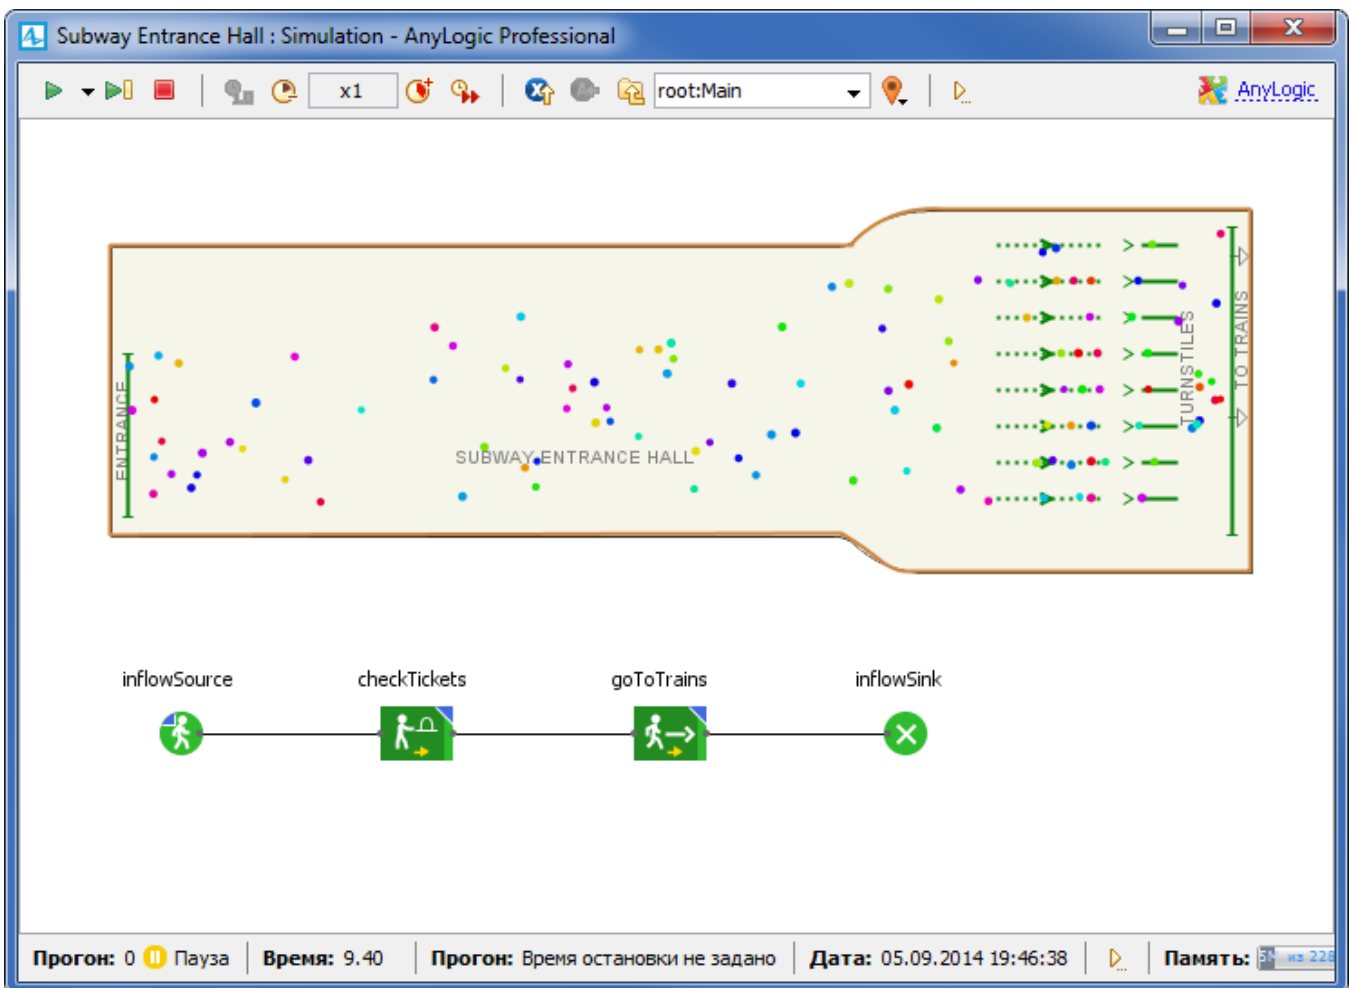 Subway Entrance Hall : Simulation - AnyLogic Professional
x1
root:Main
AnyLogic
ENTRANCE
SUBWAY ENTRANCE HALL
TURNSTILES
TO TRAINS
inflowSource
checkTickets
goToTrains
inflowSink
Прогон: 0 Пауза Время: 9.40 Прогон: Время остановки не задано Дата: 05.09.2014 19:46:38 Память: из 228